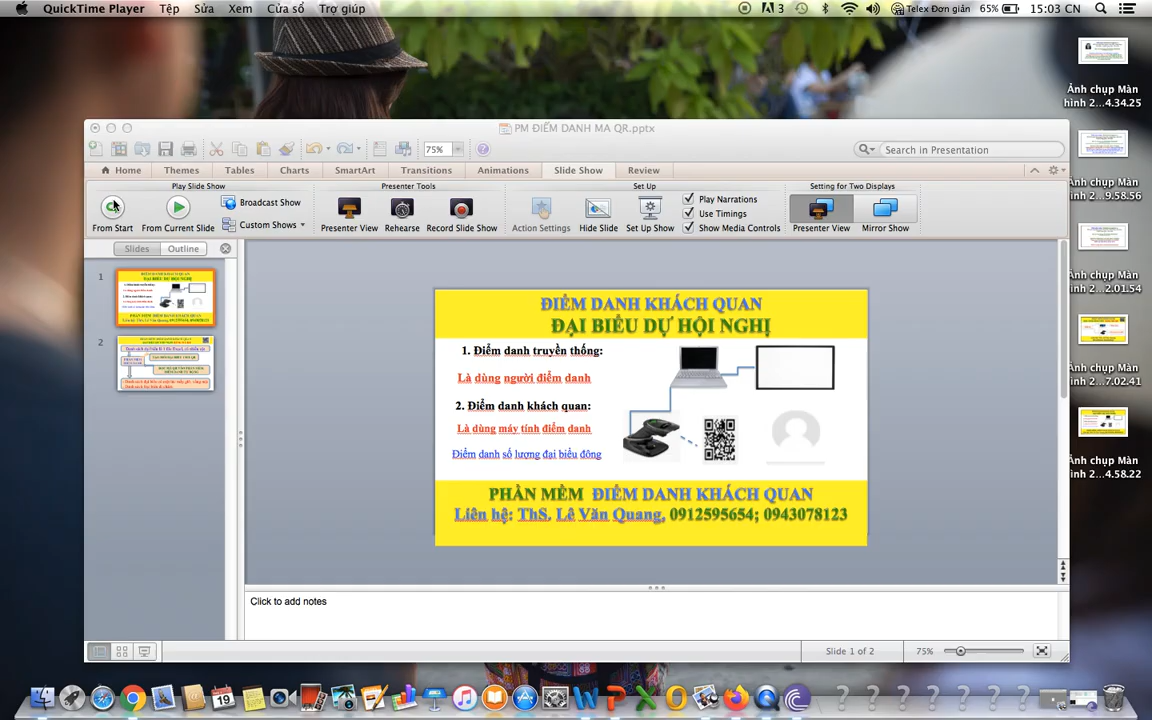 QuickTime Player Tệp Sửa Xem Cửa sổ Trợ giúp
3 Telex Đơn giản 65% 15:03 CN
Ảnh chụp Màn hình 2...4.34.25
Ảnh chụp Màn hình 2...9.58.56
Ảnh chụp Màn hình 2...2.01.54
Ảnh chụp Màn hình 2...7.02.41
Ảnh chụp Màn hình 2...4.58.22
PM ĐIỂM DANH MA QR.pptx
75%
Search in Presentation
Home Themes Tables Charts SmartArt Transitions Animations Slide Show Review
Play Slide Show Presenter Tools Set Up Setting for Two Displays
From Start From Current Slide Broadcast Show Custom Shows
Presenter View Rehearse Record Slide Show
Action Settings Hide Slide Set Up Show
Play Narrations
Use Timings
Show Media Controls
Presenter View Mirror Show
Slides Outline
1
2
ĐIỂM DANH KHÁCH QUAN
ĐẠI BIỂU DỰ HỘI NGHỊ
1. Điểm danh truyền thống:
Là dùng người điểm danh
2. Điểm danh khách quan:
Là dùng máy tính điểm danh
Điểm danh số lượng đại biểu đông
PHẦN MỀM ĐIỂM DANH KHÁCH QUAN
Liên hệ: ThS. Lê Văn Quang, 0912595654; 0943078123
Click to add notes
Slide 1 of 2 75%
19